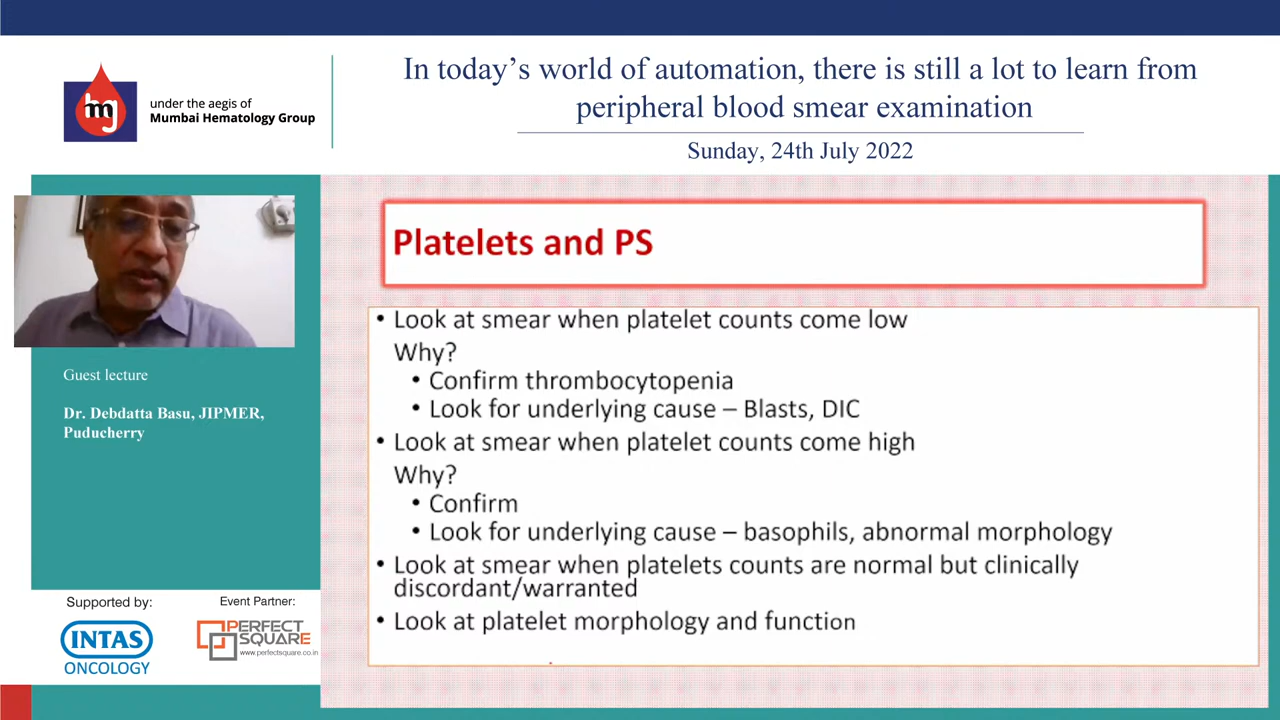 In today’s world of automation, there is still a lot to learn from
peripheral blood smear examination
Sunday, 24th July 2022
mg
under the aegis of
Mumbai Hematology Group
Guest lecture
Dr. Debdatta Basu, JIPMER,
Puducherry
Supported by:
INTAS
ONCOLOGY
Event Partner:
PERFECT
SQUARE
www.perfectsquare.co.in
Platelets and PS
• Look at smear when platelet counts come low
Why?
• Confirm thrombocytopenia
• Look for underlying cause – Blasts, DIC
• Look at smear when platelet counts come high
Why?
• Confirm
• Look for underlying cause – basophils, abnormal morphology
• Look at smear when platelets counts are normal but clinically
discordant/warranted
• Look at platelet morphology and function